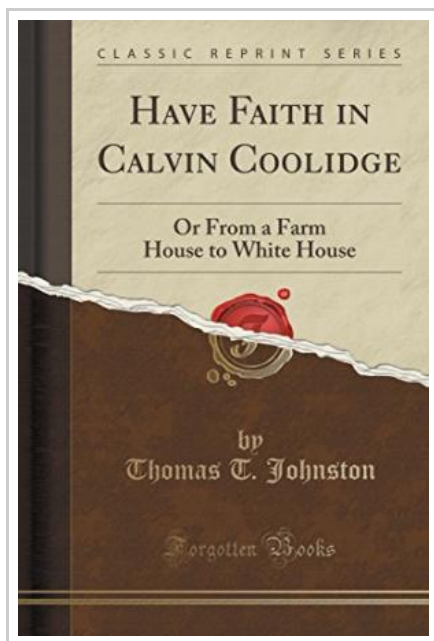 CLASSIC REPRINT SERIES
HAVE FAITH IN
CALVIN COOLIDGE
Or From a Farm
House to White House
F
by
Thomas T. Johnston
Forgotten Books